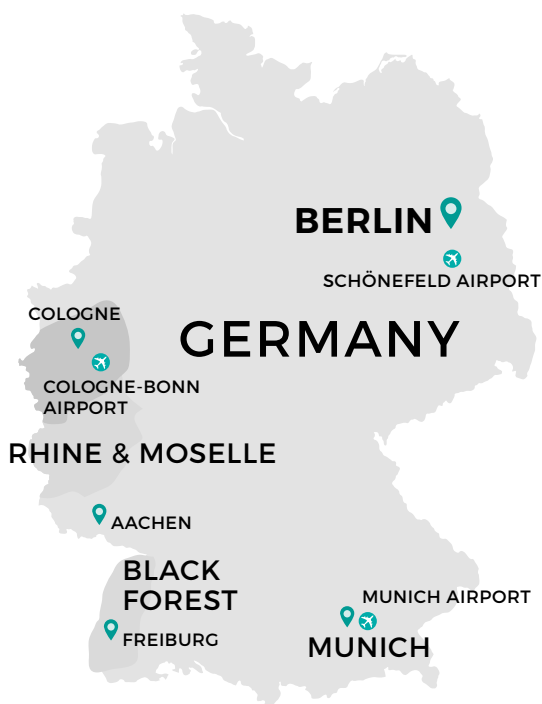 BERLIN
SCHÖNEFELD AIRPORT
COLOGNE
GERMANY
COLOGNE-BONN
AIRPORT
RHINE & MOSELLE
AACHEN
BLACK
FOREST
MUNICH AIRPORT
FREIBURG
MUNICH